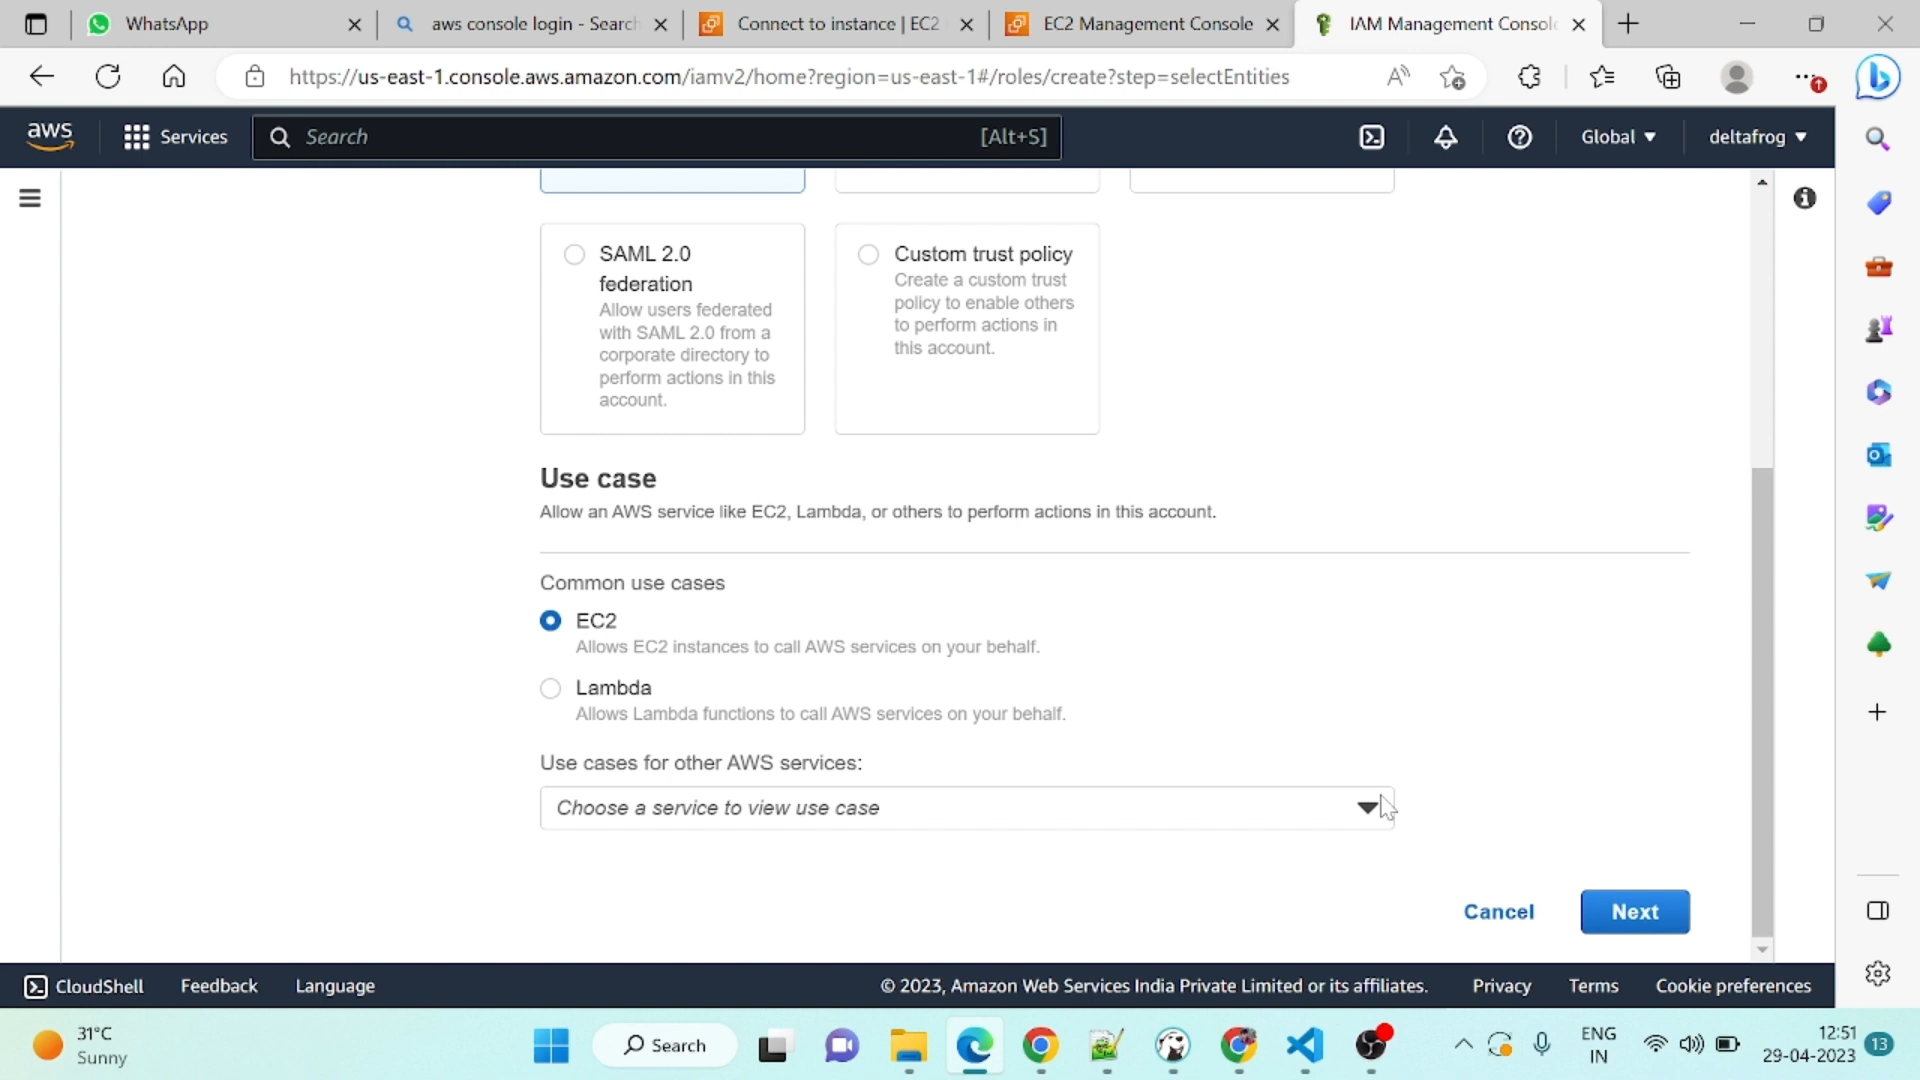 WhatsApp
aws console login - Search
Connect to instance | EC2
EC2 Management Console
IAM Management Console
https://us-east-1.console.aws.amazon.com/iamv2/home?region=us-east-1#/roles/create?step=selectEntities
aws
Services
Search
[Alt+S]
Global
deltafrog
SAML 2.0
federation
Allow users federated
with SAML 2.0 from a
corporate directory to
perform actions in this
account.
Custom trust policy
Create a custom trust
policy to enable others
to perform actions in
this account.
Use case
Allow an AWS service like EC2, Lambda, or others to perform actions in this account.
Common use cases
EC2
Allows EC2 instances to call AWS services on your behalf.
Lambda
Allows Lambda functions to call AWS services on your behalf.
Use cases for other AWS services:
Choose a service to view use case
Cancel
Next
CloudShell
Feedback
Language
© 2023, Amazon Web Services India Private Limited or its affiliates.
Privacy
Terms
Cookie preferences
31°C
Sunny
Search
ENG
IN
12:51
29-04-2023
13